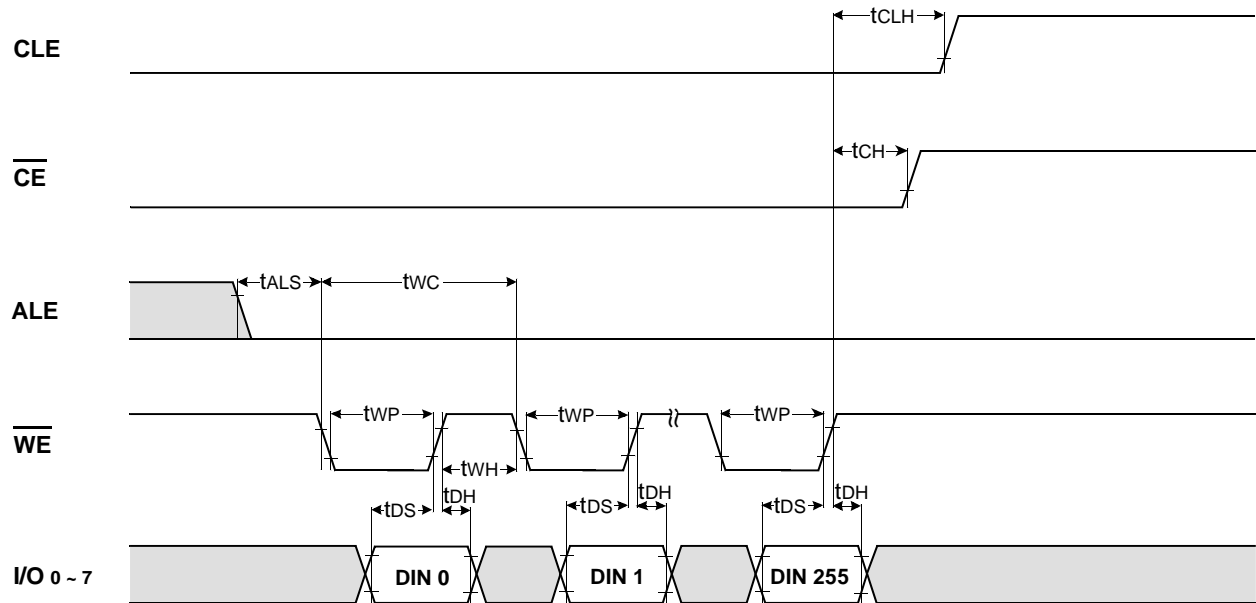 tCLH
CLE
tCH
CE
tALS
tWC
ALE
tWP
tWP
tWP
WE
tWH
tDS
tDH
tDS
tDH
tDS
tDH
I/O 0 ~ 7
DIN 0
DIN 1
DIN 255